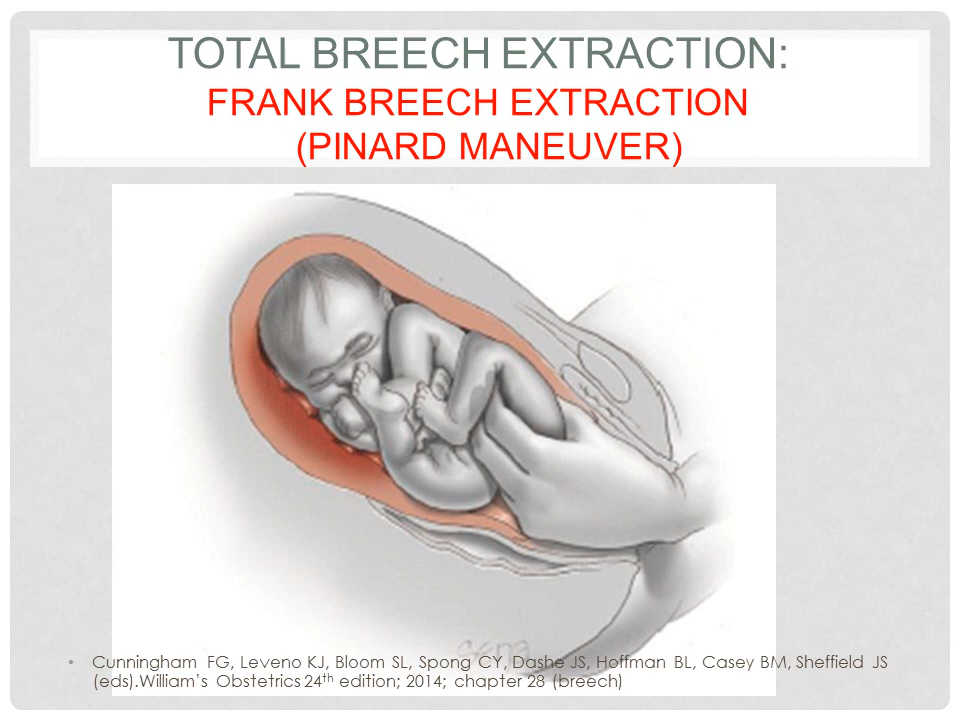 TOTAL BREECH EXTRACTION:
FRANK BREECH EXTRACTION
(PINARD MANEUVER)
Sena
• Cunningham FG, Leveno KJ, Bloom SL, Spong CY, Dashe JS, Hoffman BL, Casey BM, Sheffield JS
(eds).William’s Obstetrics 24th edition; 2014; chapter 28 (breech)